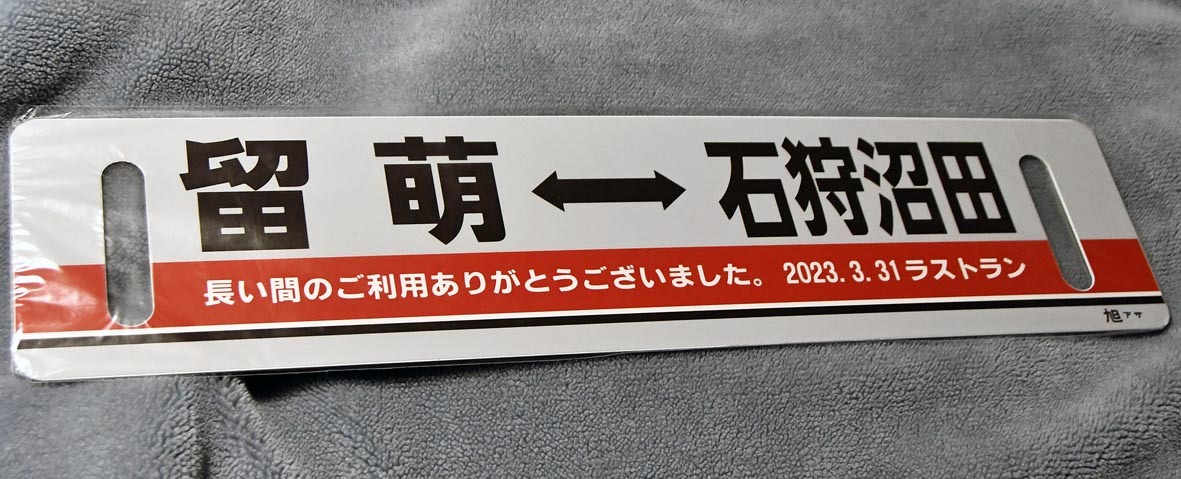 留萌↔石狩沼田
長い間のご利用ありがとうございました。 2023.3.31ラストラン
旭アサ